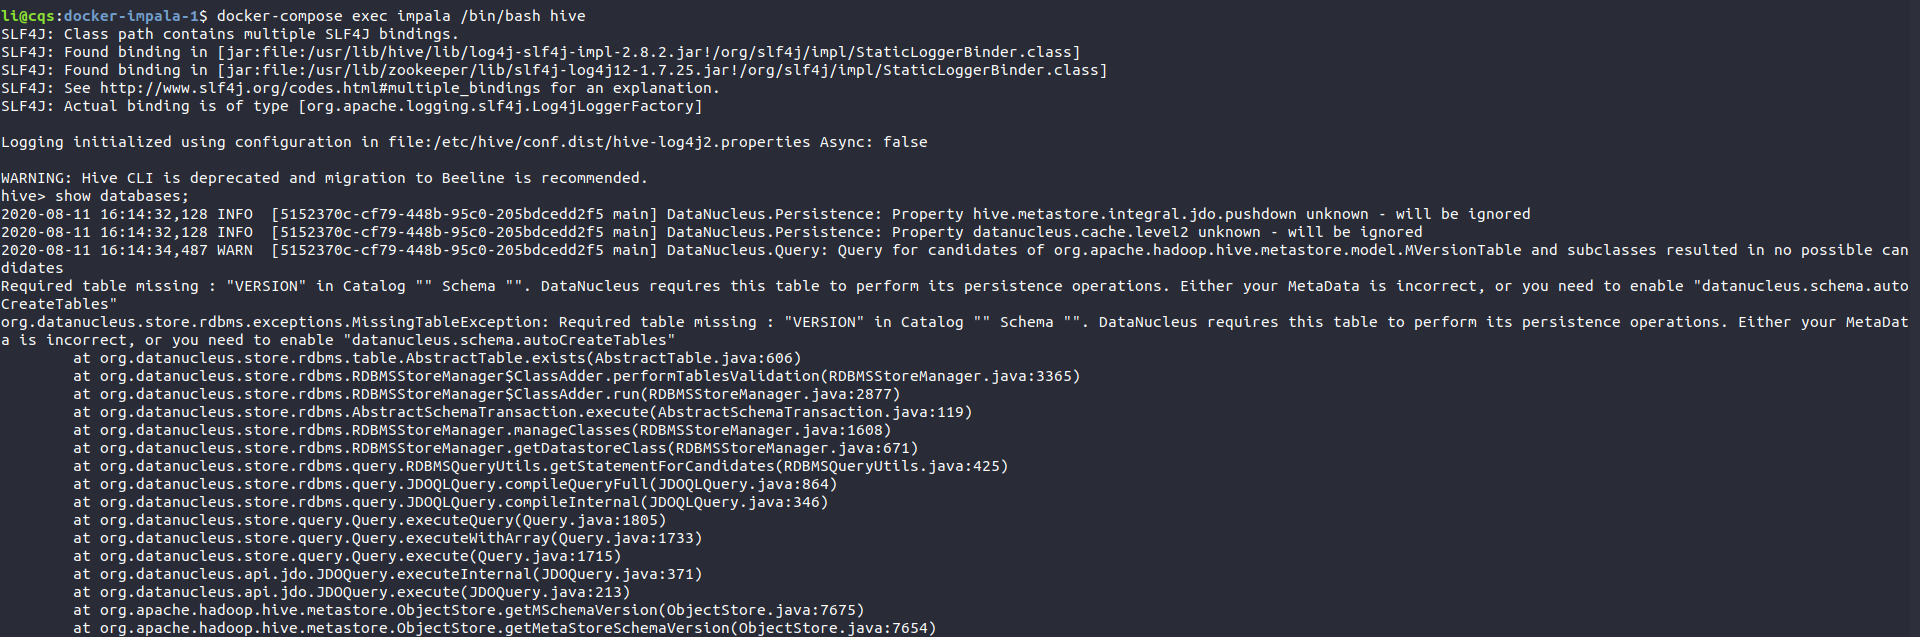 li@cqs:docker-impala-1$ docker-compose exec impala /bin/bash hive
SLF4J: Class path contains multiple SLF4J bindings.
SLF4J: Found binding in [jar:file:/usr/lib/hive/lib/log4j-slf4j-impl-2.8.2.jar!/org/slf4j/impl/StaticLoggerBinder.class]
SLF4J: Found binding in [jar:file:/usr/lib/zookeeper/lib/slf4j-log4j12-1.7.25.jar!/org/slf4j/impl/StaticLoggerBinder.class]
SLF4J: See http://www.slf4j.org/codes.html#multiple_bindings for an explanation.
SLF4J: Actual binding is of type [org.apache.logging.slf4j.Log4jLoggerFactory]
Logging initialized using configuration in file:/etc/hive/conf.dist/hive-log4j2.properties Async: false
WARNING: Hive CLI is deprecated and migration to Beeline is recommended.
hive> show databases;
2020-08-11 16:14:32,128 INFO  [5152370c-cf79-448b-95c0-205bdcedd2f5 main] DataNucleus.Persistence: Property hive.metastore.integral.jdo.pushdown unknown - will be ignored
2020-08-11 16:14:32,128 INFO  [5152370c-cf79-448b-95c0-205bdcedd2f5 main] DataNucleus.Persistence: Property datanucleus.cache.level2 unknown - will be ignored
2020-08-11 16:14:34,487 WARN  [5152370c-cf79-448b-95c0-205bdcedd2f5 main] DataNucleus.Query: Query for candidates of org.apache.hadoop.hive.metastore.model.MVersionTable and subclasses resulted in no possible can
didates
Required table missing : "VERSION" in Catalog "" Schema "". DataNucleus requires this table to perform its persistence operations. Either your MetaData is incorrect, or you need to enable "datanucleus.schema.auto
CreateTables"
org.datanucleus.store.rdbms.exceptions.MissingTableException: Required table missing : "VERSION" in Catalog "" Schema "". DataNucleus requires this table to perform its persistence operations. Either your MetaDat
a is incorrect, or you need to enable "datanucleus.schema.autoCreateTables"
        at org.datanucleus.store.rdbms.table.AbstractTable.exists(AbstractTable.java:606)
        at org.datanucleus.store.rdbms.RDBMSStoreManager$ClassAdder.performTablesValidation(RDBMSStoreManager.java:3365)
        at org.datanucleus.store.rdbms.RDBMSStoreManager$ClassAdder.run(RDBMSStoreManager.java:2877)
        at org.datanucleus.store.rdbms.AbstractSchemaTransaction.execute(AbstractSchemaTransaction.java:119)
        at org.datanucleus.store.rdbms.RDBMSStoreManager.manageClasses(RDBMSStoreManager.java:1608)
        at org.datanucleus.store.rdbms.RDBMSStoreManager.getDatastoreClass(RDBMSStoreManager.java:671)
        at org.datanucleus.store.rdbms.query.RDBMSQueryUtils.getStatementForCandidates(RDBMSQueryUtils.java:425)
        at org.datanucleus.store.rdbms.query.JDOQLQuery.compileQueryFull(JDOQLQuery.java:864)
        at org.datanucleus.store.rdbms.query.JDOQLQuery.compileInternal(JDOQLQuery.java:346)
        at org.datanucleus.store.query.Query.executeQuery(Query.java:1805)
        at org.datanucleus.store.query.Query.executeWithArray(Query.java:1733)
        at org.datanucleus.store.query.Query.execute(Query.java:1715)
        at org.datanucleus.api.jdo.JDOQuery.executeInternal(JDOQuery.java:371)
        at org.datanucleus.api.jdo.JDOQuery.execute(JDOQuery.java:213)
        at org.apache.hadoop.hive.metastore.ObjectStore.getMSchemaVersion(ObjectStore.java:7675)
        at org.apache.hadoop.hive.metastore.ObjectStore.getMetaStoreSchemaVersion(ObjectStore.java:7654)